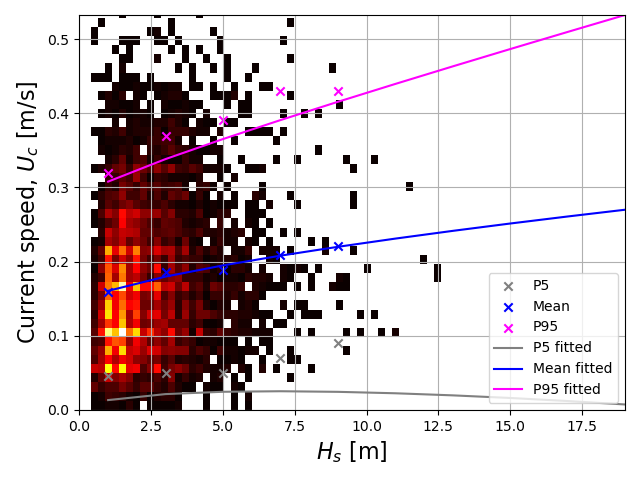 0.5
0.4
0.3
0.2
0.1
0.0
Current speed, U_c [m/s]
P5
Mean
P95
P5 fitted
Mean fitted
P95 fitted
0.0 2.5 5.0 7.5 10.0 12.5 15.0 17.5
H_s [m]